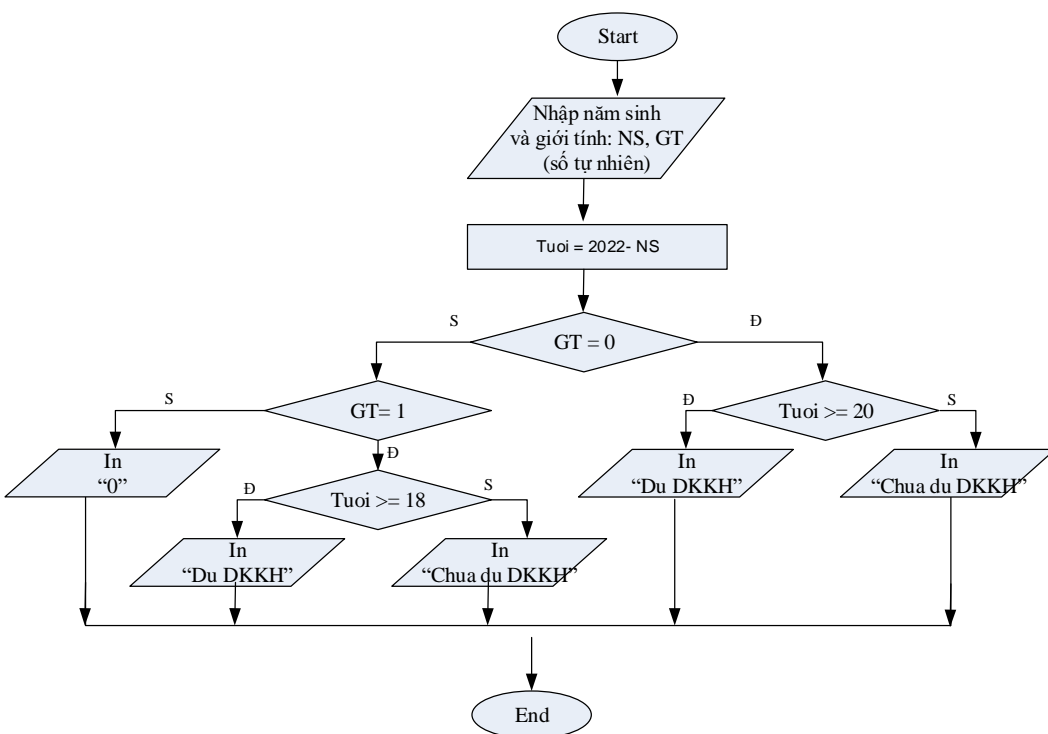 Start
Nhập năm sinh
và giới tính: NS, GT
(số tự nhiên)
Tuoi = 2022- NS
S
Đ
GT = 0
S
GT= 1
Đ
Tuoi >= 20
S
Đ
In
“0”
Đ
Tuoi >= 18
S
In
“Du DKKH”
In
“Chua du DKKH”
In
“Du DKKH”
In
“Chua du DKKH”
End